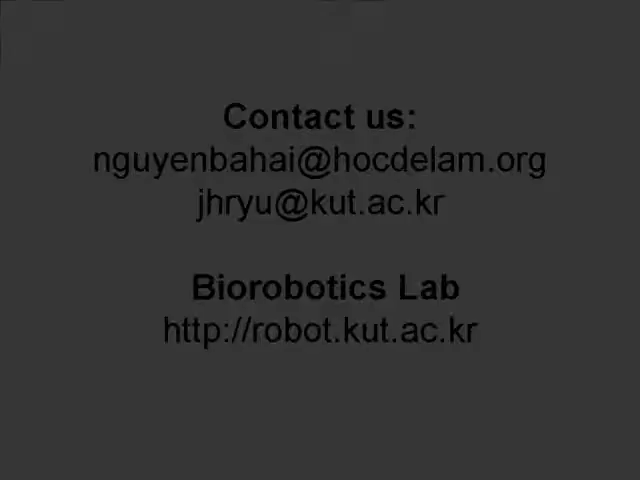 Contact us:
nguyenbahai@hocdelam.org
jhryu@kut.ac.kr
Biorobotics Lab
http://robot.kut.ac.kr